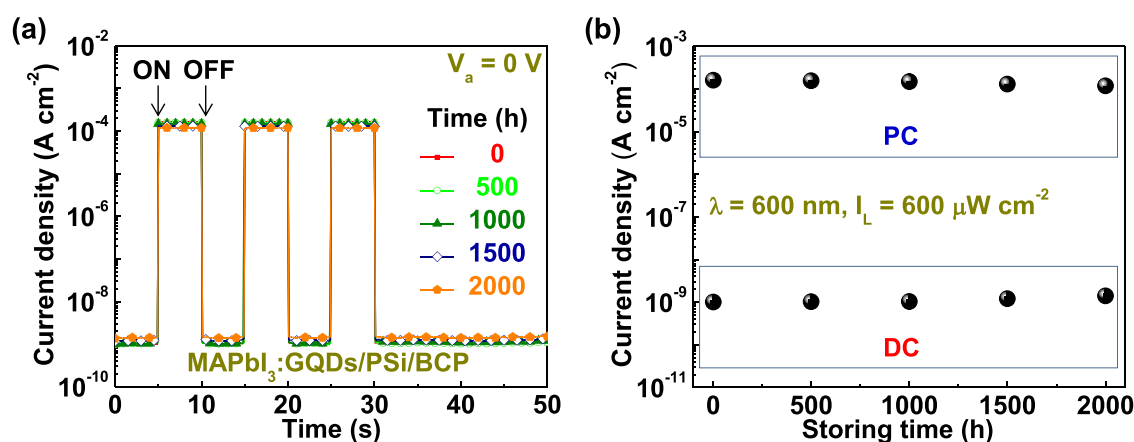 (a)
Current density (A cm⁻²)
10⁻²
10⁻⁴
10⁻⁶
10⁻⁸
10⁻¹⁰
ON OFF
Vₐ = 0 V
Time (h)
0
500
1000
1500
2000
MAPbI₃:GQDs/PSi/BCP
0 10 20 30 40 50
Time (s)
(b)
Current density (A cm⁻²)
10⁻³
10⁻⁵
10⁻⁷
10⁻⁹
10⁻¹¹
PC
λ = 600 nm, I_L = 600 μW cm⁻²
DC
0 500 1000 1500 2000
Storing time (h)